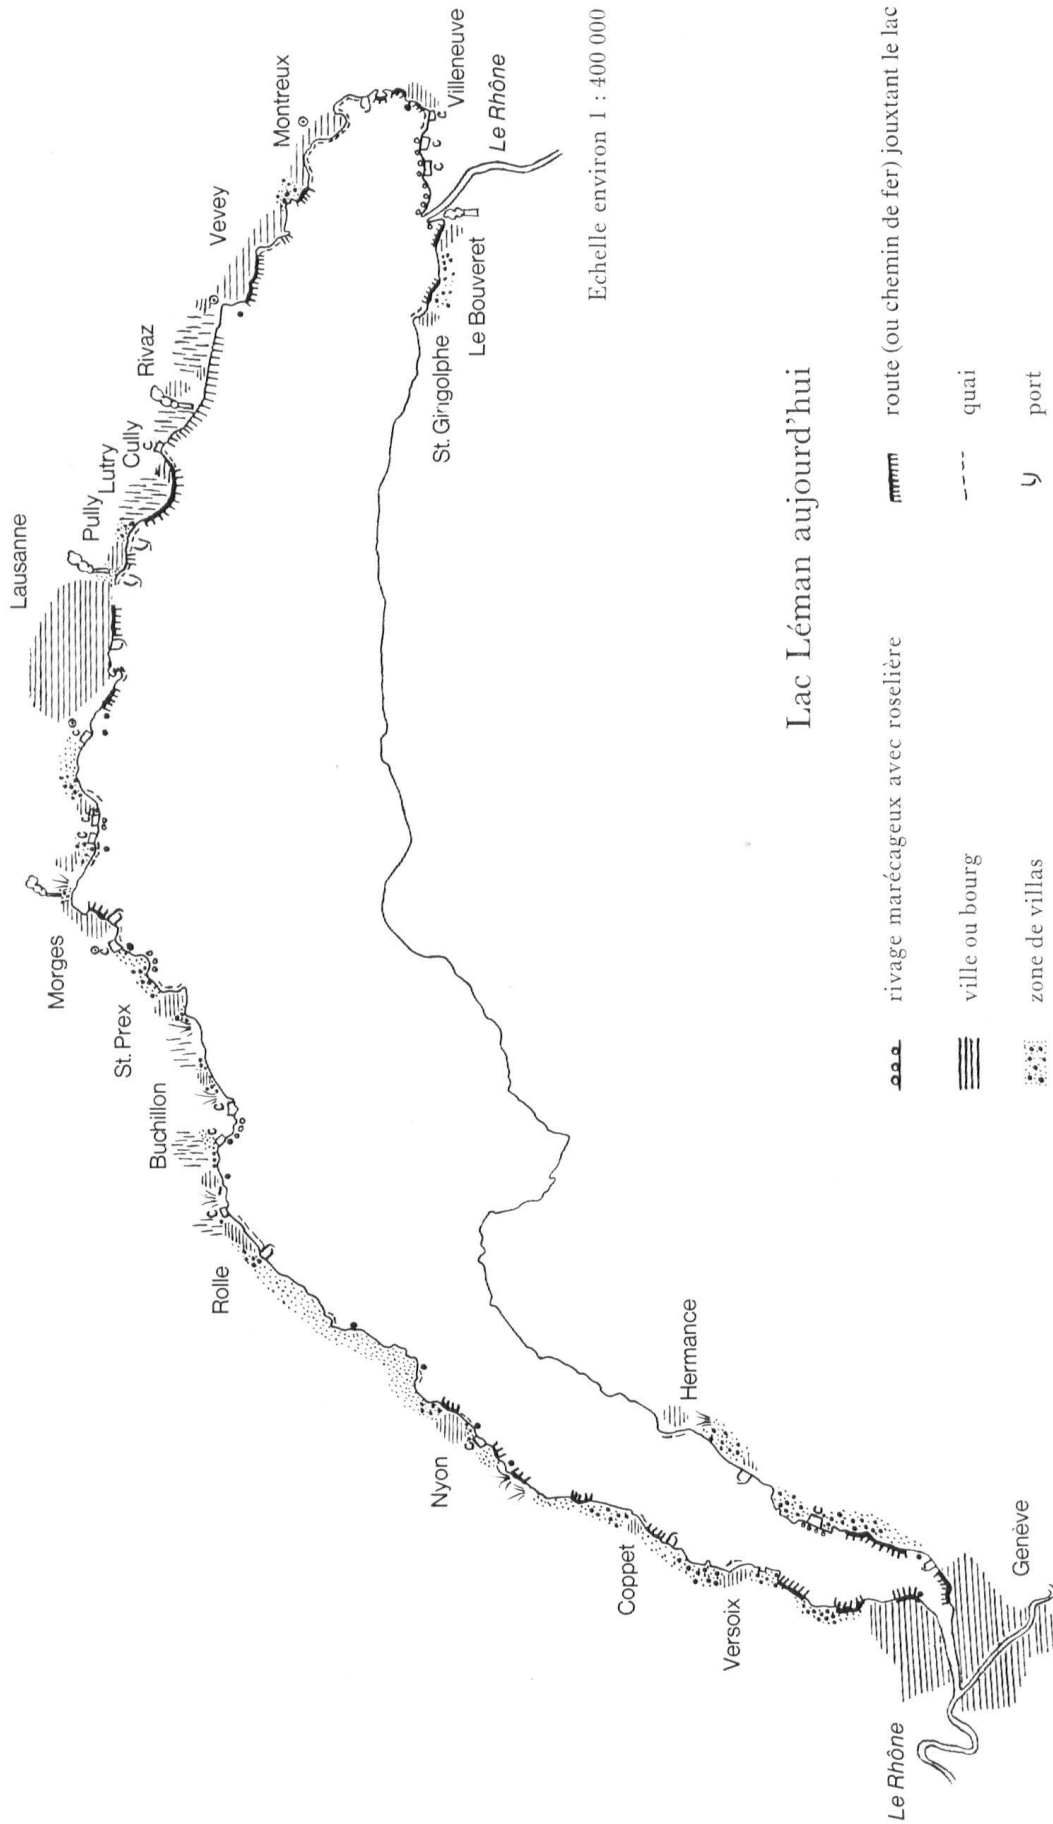 Lausanne
Pully
Lutry
Cully
Rivaz
Vevey
Montreux
Villeneuve
Le Rhône
Le Bouveret
St. Gingolphe
Morges
St. Prex
Buchillon
Rolle
Nyon
Coppet
Versoix
Hermance
Genève
Le Rhône
Echelle environ 1 : 400 000
Lac Léman aujourd'hui
rivage marécageux avec roselière
ville ou bourg
zone de villas
route (ou chemin de fer) jouxtant le lac
quai
port